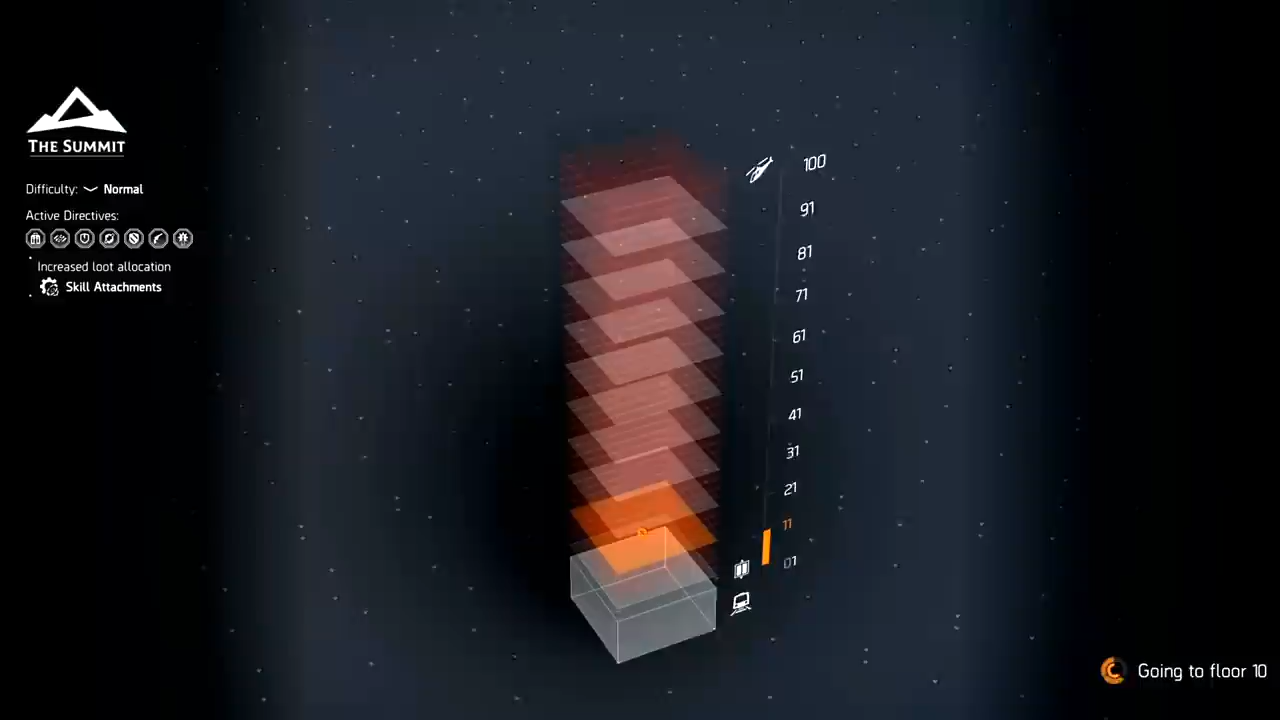 THE SUMMIT
Difficulty: Normal
Active Directives:
Increased loot allocation
Skill Attachments
100
91
81
71
61
51
41
31
21
11
01
Going to floor 10